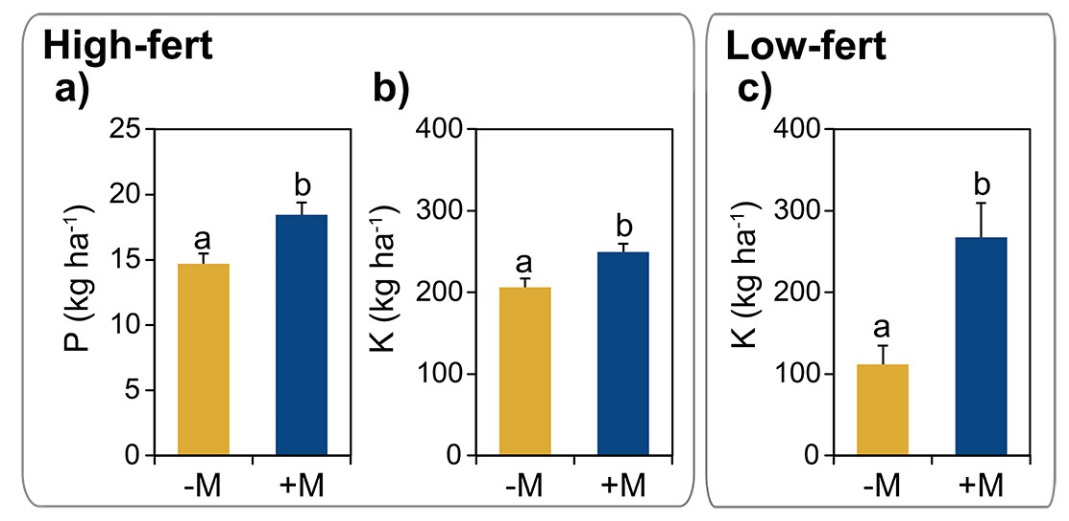 High-fert
a)
P (kg ha⁻¹)
25
20
15
10
5
0
a
b
-M
+M
b)
K (kg ha⁻¹)
400
300
200
100
0
a
b
-M
+M
Low-fert
c)
K (kg ha⁻¹)
400
300
200
100
0
a
b
-M
+M